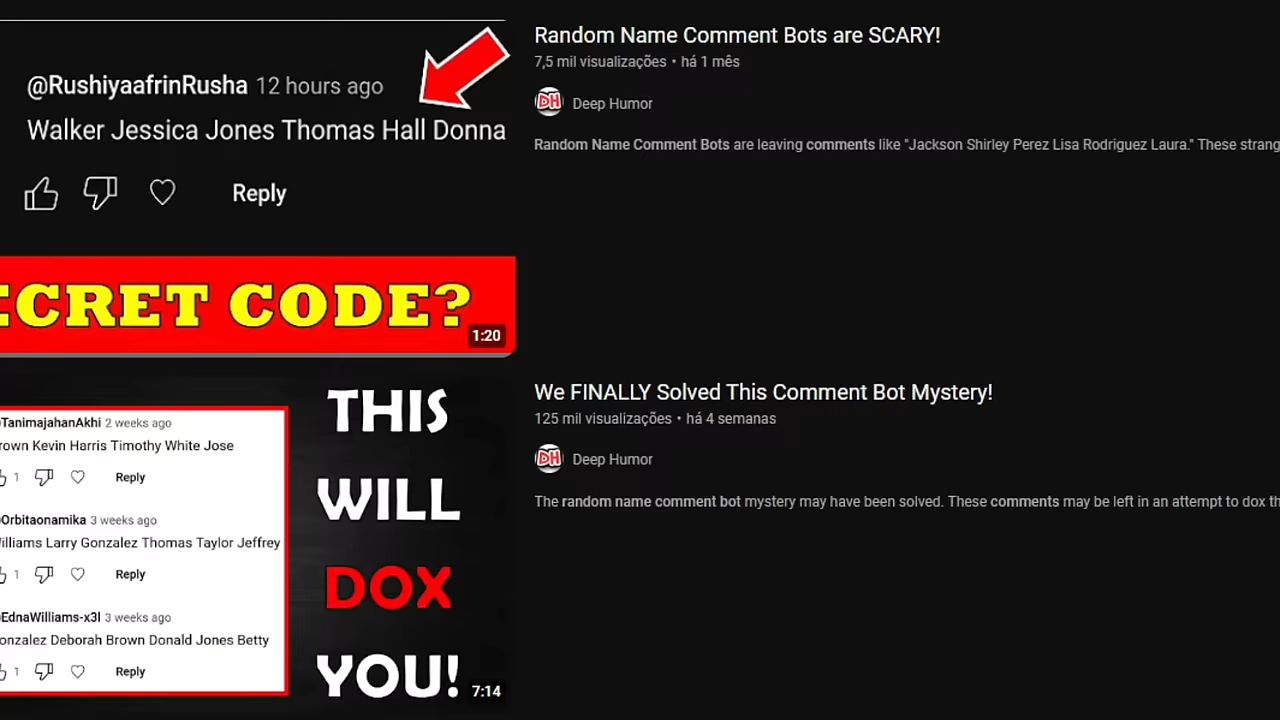 @RushiyaafrinRusha 12 hours ago
Walker Jessica Jones Thomas Hall Donna
Reply
ECRET CODE?
1:20
Random Name Comment Bots are SCARY!
7,5 mil visualizações • há 1 mês
DH
Deep Humor
Random Name Comment Bots are leaving comments like "Jackson Shirley Perez Lisa Rodriguez Laura." These strang
TanimajahanAkhi 2 weeks ago
rown Kevin Harris Timothy White Jose
1
Reply
Orbitaonamika 3 weeks ago
illiams Larry Gonzalez Thomas Taylor Jeffrey
1
Reply
EdnaWilliams-x3l 3 weeks ago
onzalez Deborah Brown Donald Jones Betty
1
Reply
THIS
WILL
DOX
YOU!
7:14
We FINALLY Solved This Comment Bot Mystery!
125 mil visualizações • há 4 semanas
DH
Deep Humor
The random name comment bot mystery may have been solved. These comments may be left in an attempt to dox th